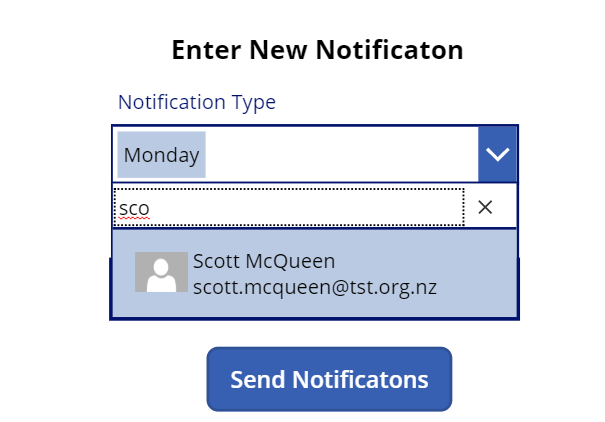 Enter New Notificaton
Notification Type
Monday
sco
Scott McQueen
scott.mcqueen@tst.org.nz
Send Notificatons